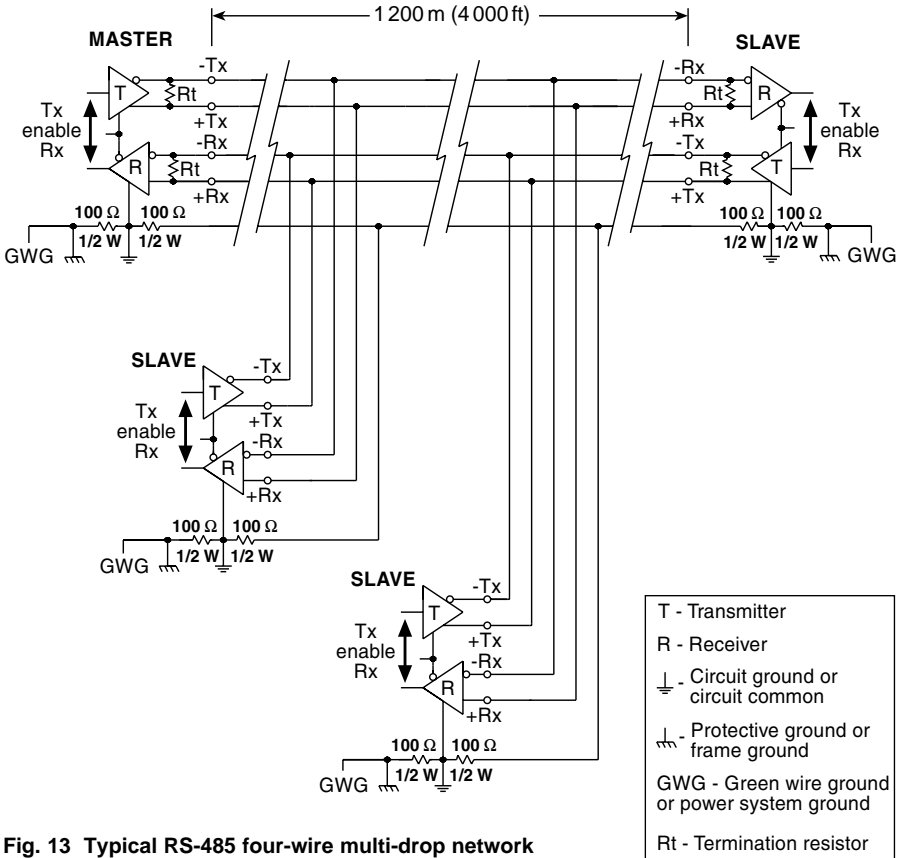 1200 m (4000 ft)
MASTER
SLAVE
-Tx
-Rx
T
Rt
Rt
R
Tx
enable
Rx
+Tx
+Rx
Tx
enable
Rx
-Rx
-Tx
R
Rt
Rt
T
+Rx
+Tx
100 Ω 100 Ω
1/2 W 1/2 W
GWG
100 Ω 100 Ω
1/2 W 1/2 W
GWG
SLAVE
-Tx
T
+Tx
Tx
enable
Rx
-Rx
R
+Rx
100 Ω 100 Ω
1/2 W 1/2 W
GWG
SLAVE
-Tx
T
+Tx
Tx
enable
Rx
-Rx
R
+Rx
100 Ω 100 Ω
1/2 W 1/2 W
GWG
T - Transmitter
R - Receiver
- Circuit ground or
circuit common
- Protective ground or
frame ground
GWG - Green wire ground
or power system ground
Rt - Termination resistor
Fig. 13 Typical RS-485 four-wire multi-drop network